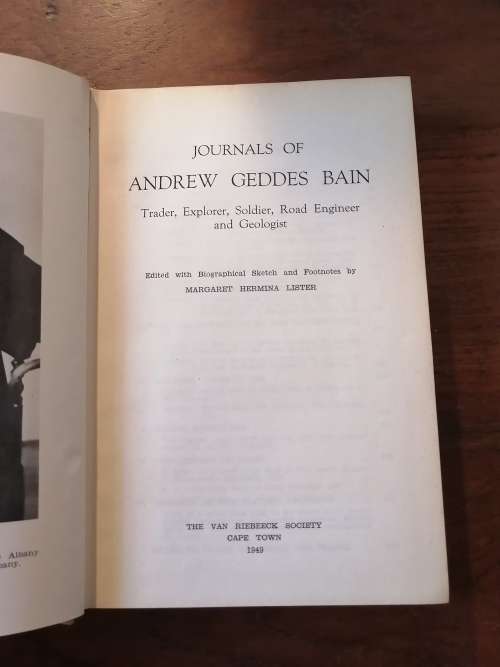 JOURNALS OF
ANDREW GEDDES BAIN
Trader, Explorer, Soldier, Road Engineer
and Geologist
Edited with Biographical Sketch and Footnotes by
MARGARET HERMINA LISTER
THE VAN RIEBEECK SOCIETY
CAPE TOWN
1949
Albany